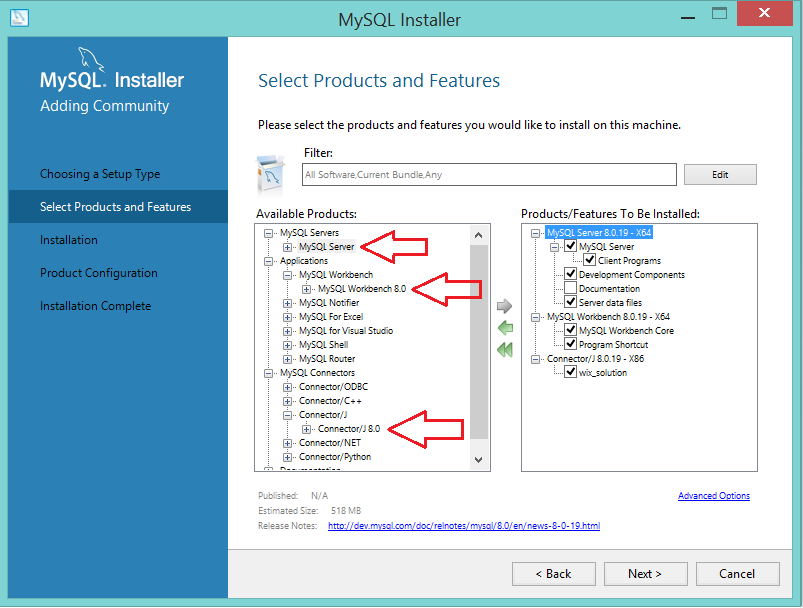 MySQL Installer
MySQL. Installer
Adding Community
Choosing a Setup Type
Select Products and Features
Installation
Product Configuration
Installation Complete
Select Products and Features
Please select the products and features you would like to install on this machine.
Filter:
All Software,Current Bundle,Any
Edit
Available Products:
MySQL Servers
MySQL Server
Applications
MySQL Workbench
MySQL Workbench 8.0
MySQL Notifier
MySQL For Excel
MySQL for Visual Studio
MySQL Shell
MySQL Router
MySQL Connectors
Connector/ODBC
Connector/C++
Connector/J
Connector/J 8.0
Connector/NET
Connector/Python
Documentation
Products/Features To Be Installed:
MySQL Server 8.0.19 - X64
MySQL Server
Client Programs
Development Components
Documentation
Server data files
MySQL Workbench 8.0.19 - X64
MySQL Workbench Core
Program Shortcut
Connector/J 8.0.19 - X86
wix_solution
Published: N/A
Estimated Size: 518 MB
Release Notes: http://dev.mysql.com/doc/relnotes/mysql/8.0/en/news-8-0-19.html
Advanced Options
< Back
Next >
Cancel